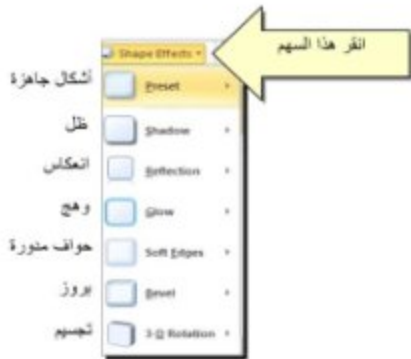 انقر هذا السهم
Shape Effects
أشكال جاهزة Preset
ظل Shadow
انعكاس Reflection
وهج Glow
حواف مدورة Soft Edges
بروز Bevel
تجسيم 3-D Rotation